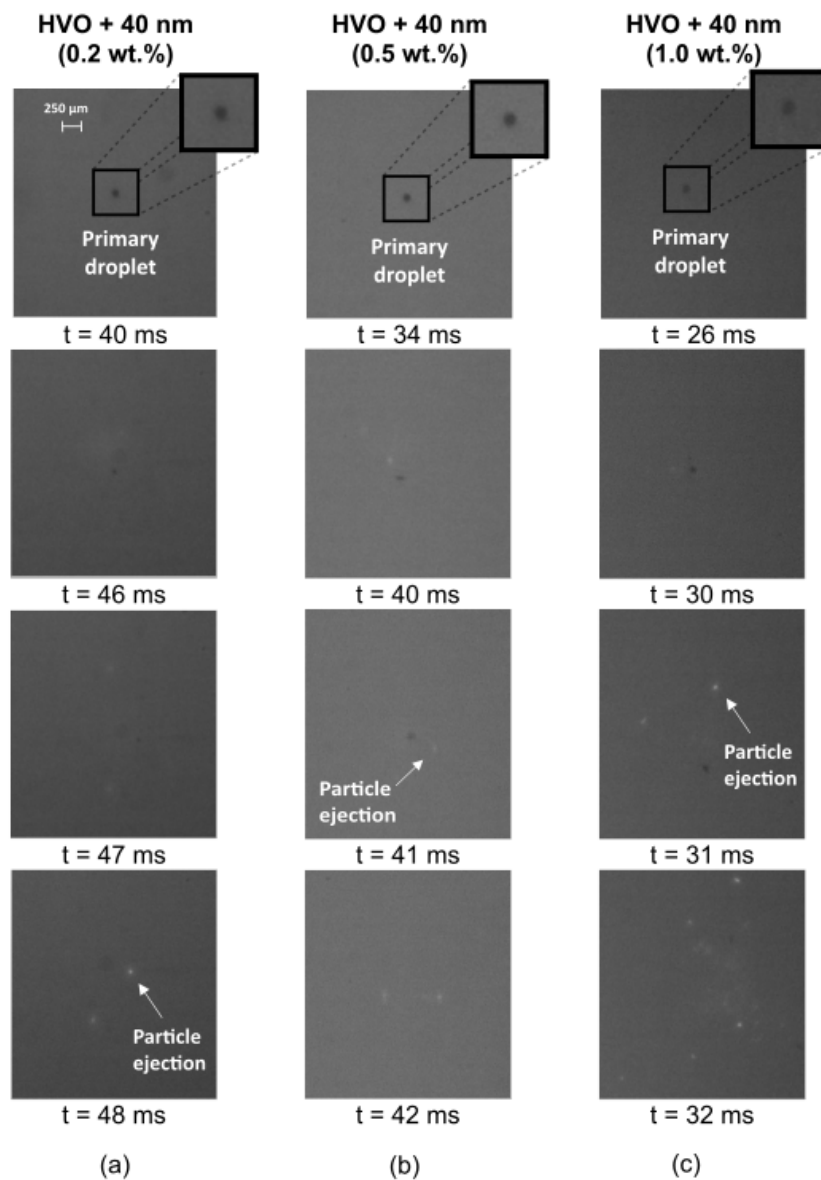 HVO + 40 nm
(0.2 wt.%)
HVO + 40 nm
(0.5 wt.%)
HVO + 40 nm
(1.0 wt.%)
250 µm
Primary
droplet
Primary
droplet
Primary
droplet
t = 40 ms
t = 34 ms
t = 26 ms
t = 46 ms
t = 40 ms
t = 30 ms
Particle
ejection
Particle
ejection
t = 47 ms
t = 41 ms
t = 31 ms
Particle
ejection
t = 48 ms
t = 42 ms
t = 32 ms
(a)
(b)
(c)